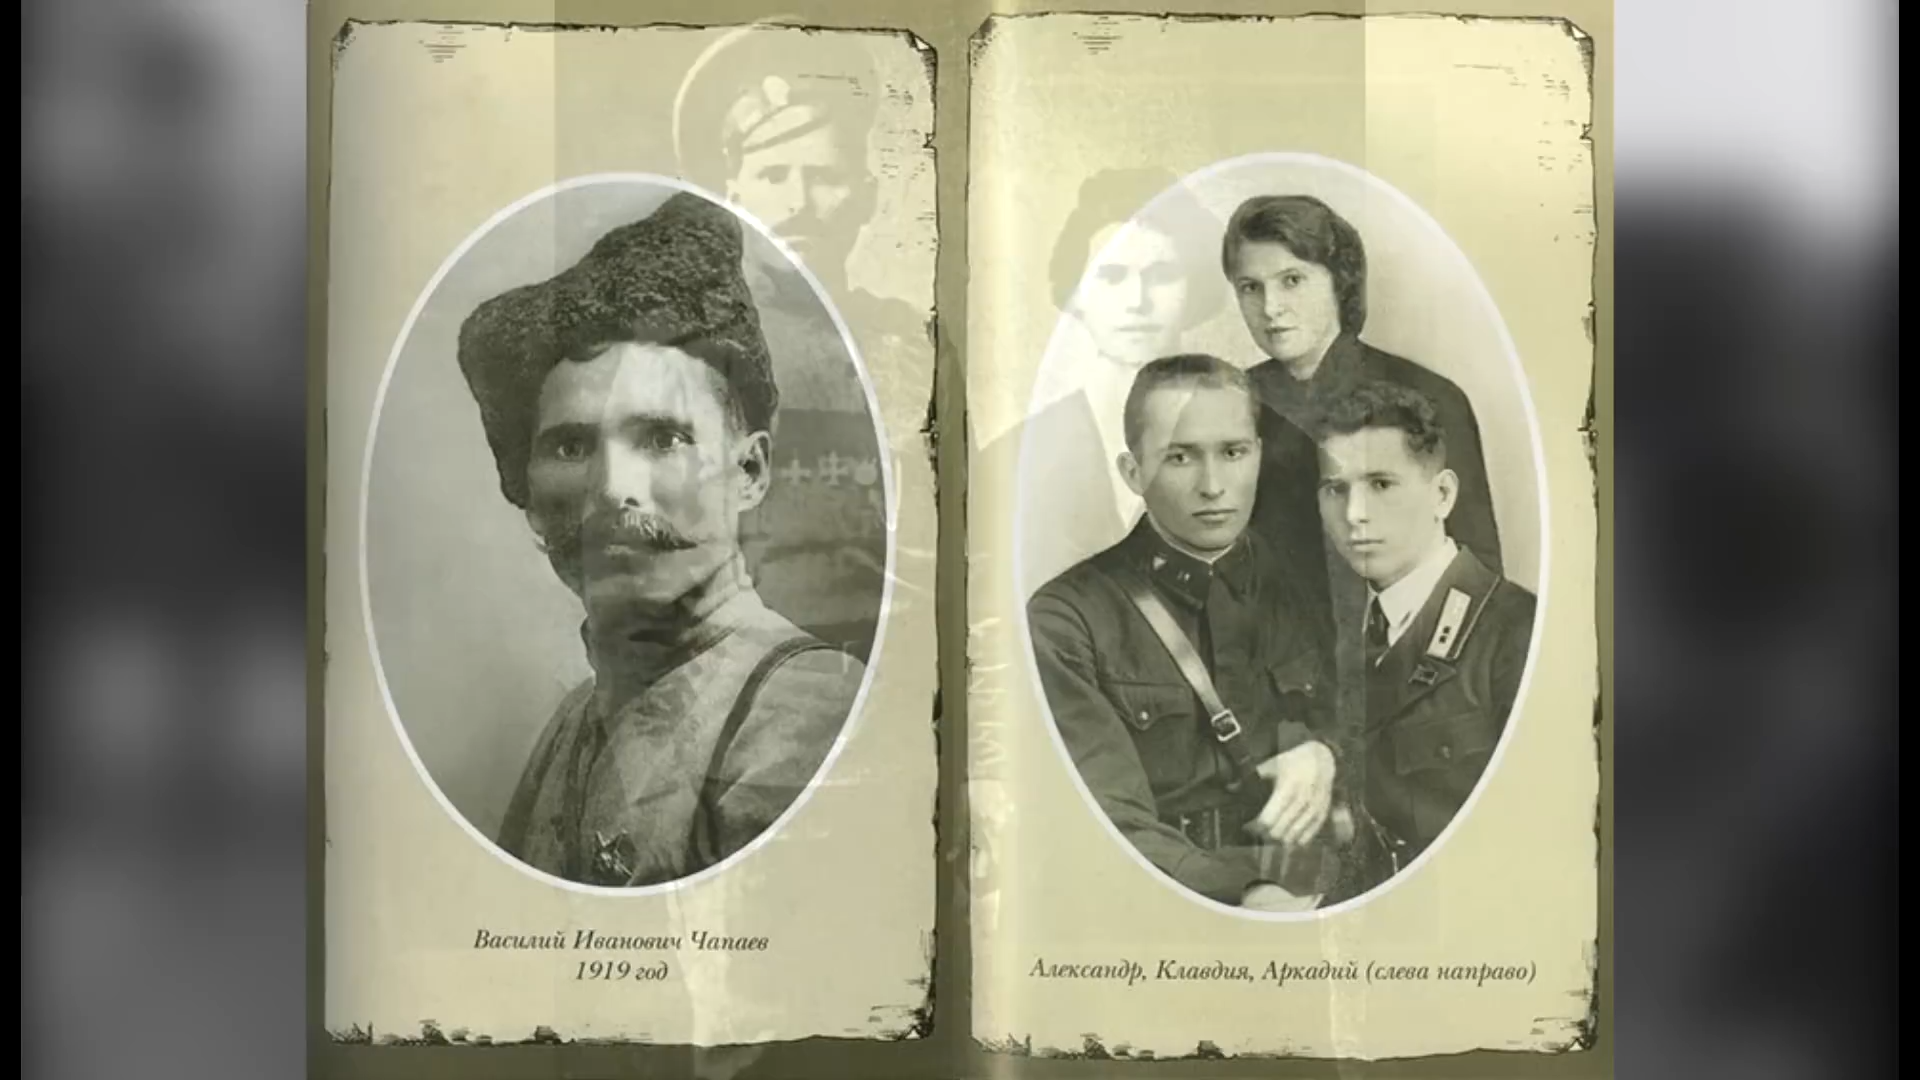 Василий Иванович Чапаев
1919 год
Александр, Клавдия, Аркадий (слева направо)